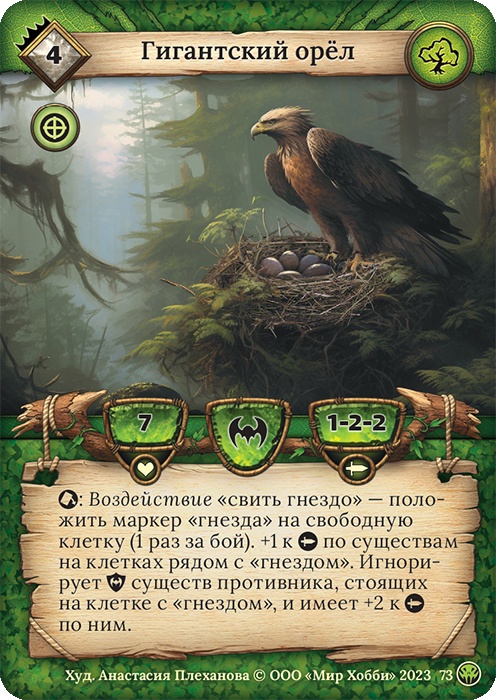 4
Гигантский орёл
7
1-2-2
: Воздействие «свить гнездо» — поло-
жить маркер «гнезда» на свободную
клетку (1 раз за бой). +1 к по существам
на клетках рядом с «гнездом». Игнори-
рует существ противника, стоящих
на клетке с «гнездом», и имеет +2 к
по ним.
Худ. Анастасия Плеханова © ООО «Мир Хобби» 2023 73